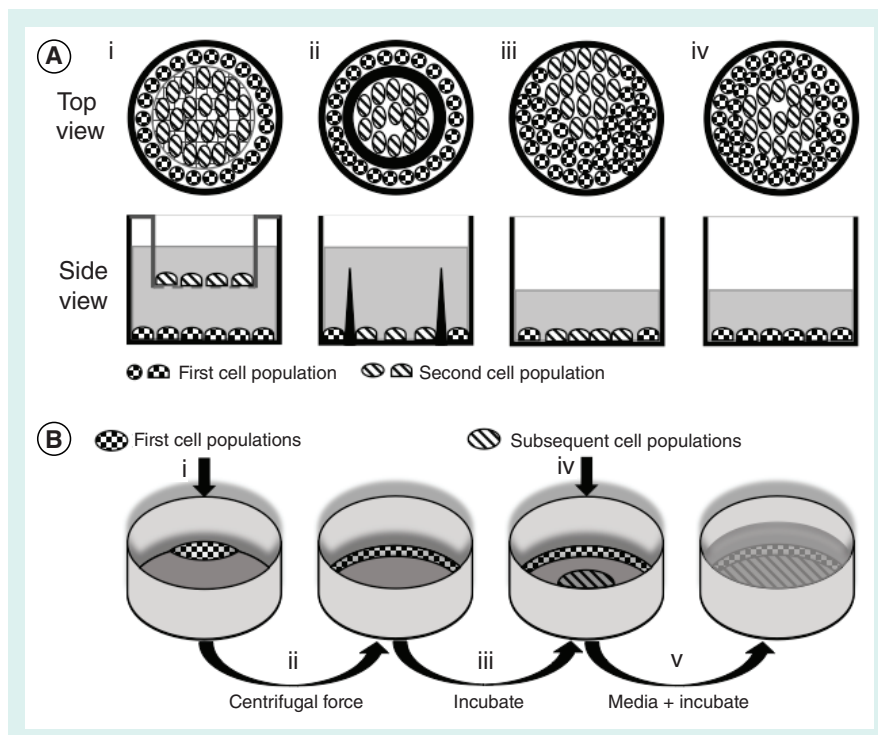 A
i
ii
iii
iv
Top
view
Side
view
First cell population
Second cell population
B
First cell populations
Subsequent cell populations
i
iv
ii
iii
v
Centrifugal force
Incubate
Media + incubate